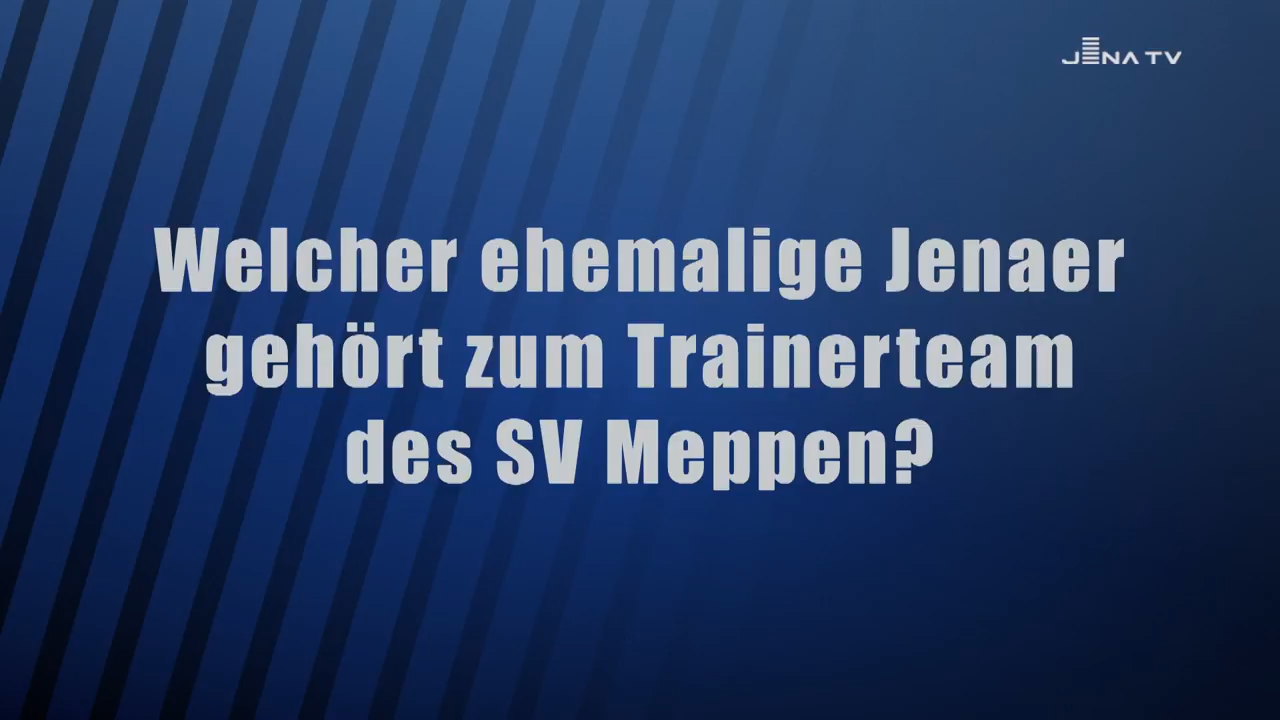 JENA TV
Welcher ehemalige Jenaer
gehört zum Trainerteam
des SV Meppen?